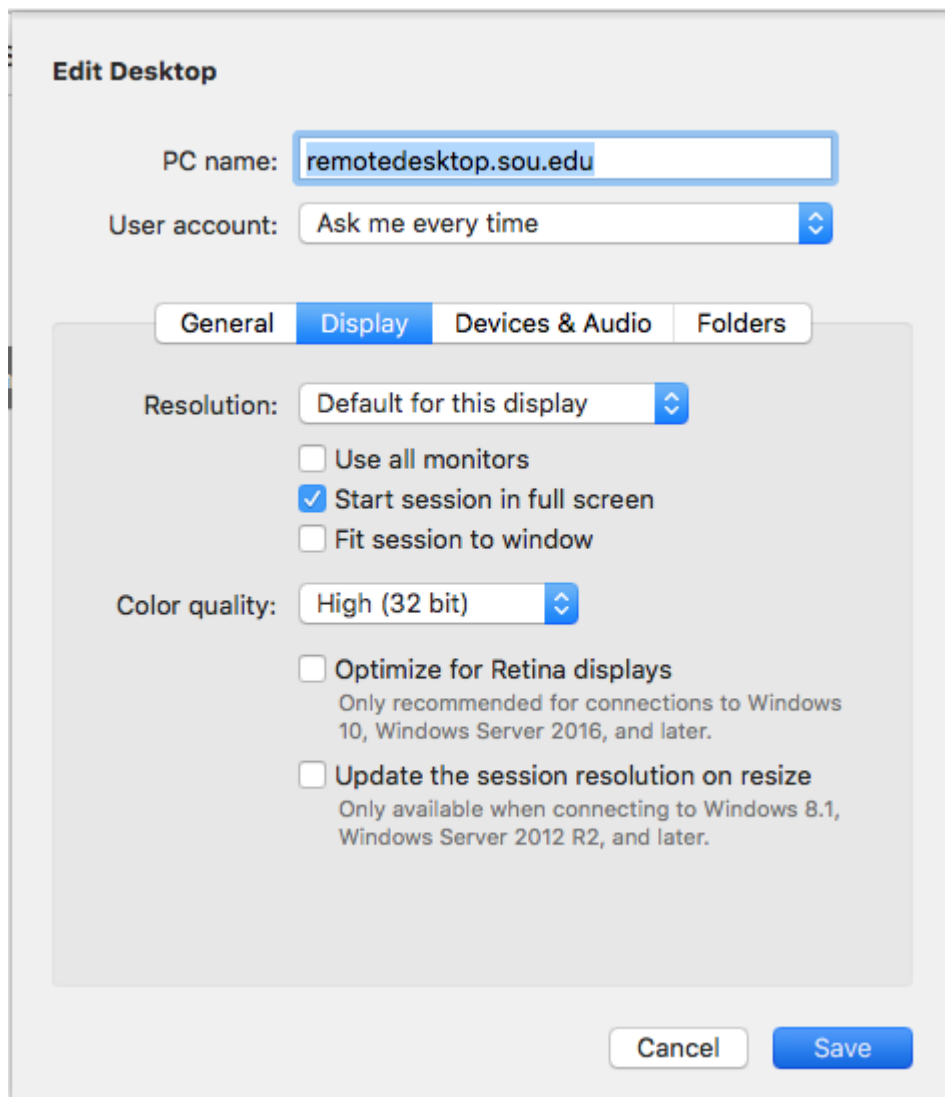 Edit Desktop
PC name: remotedesktop.sou.edu
User account: Ask me every time
General Display Devices & Audio Folders
Resolution: Default for this display
Use all monitors
Start session in full screen
Fit session to window
Color quality: High (32 bit)
Optimize for Retina displays
Only recommended for connections to Windows
10, Windows Server 2016, and later.
Update the session resolution on resize
Only available when connecting to Windows 8.1,
Windows Server 2012 R2, and later.
Cancel Save